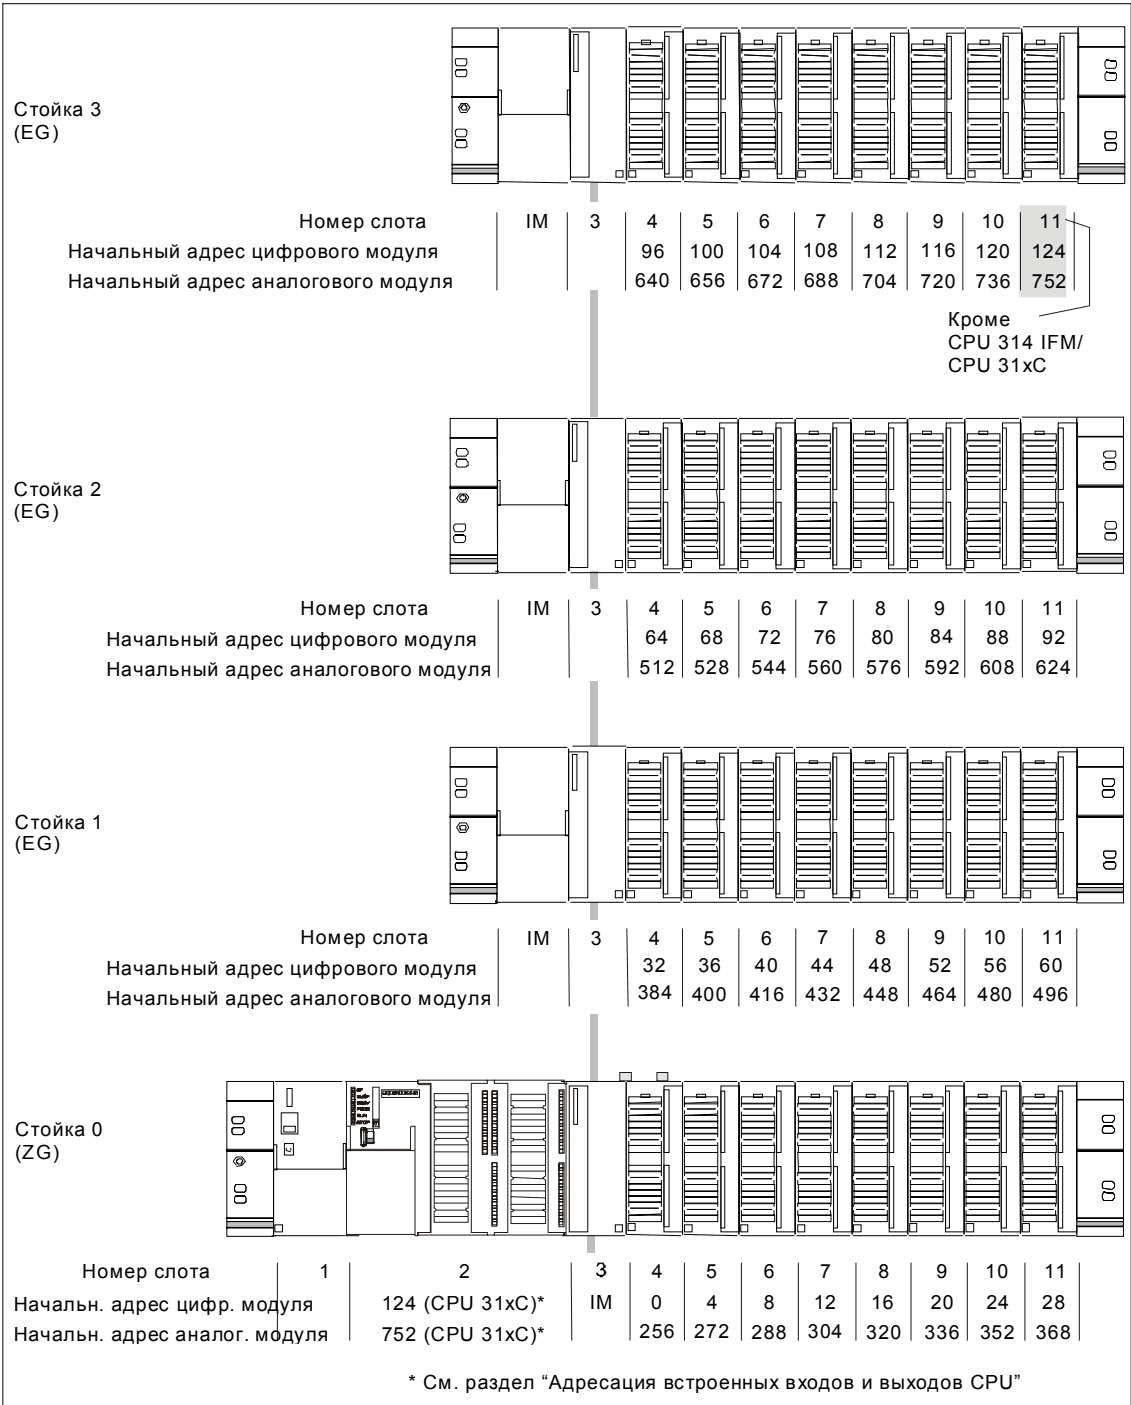 Стойка 3
(EG)
Номер слота IM 3 4 5 6 7 8 9 10 11
Начальный адрес цифрового модуля 96 100 104 108 112 116 120 124
Начальный адрес аналогового модуля 640 656 672 688 704 720 736 752
Кроме
CPU 314 IFM/
CPU 31xC
Стойка 2
(EG)
Номер слота IM 3 4 5 6 7 8 9 10 11
Начальный адрес цифрового модуля 64 68 72 76 80 84 88 92
Начальный адрес аналогового модуля 512 528 544 560 576 592 608 624
Стойка 1
(EG)
Номер слота IM 3 4 5 6 7 8 9 10 11
Начальный адрес цифрового модуля 32 36 40 44 48 52 56 60
Начальный адрес аналогового модуля 384 400 416 432 448 464 480 496
Стойка 0
(ZG)
Номер слота 1 2 3 4 5 6 7 8 9 10 11
Начальн. адрес цифр. модуля 124 (CPU 31xC)* IM 0 4 8 12 16 20 24 28
Начальн. адрес аналог. модуля 752 (CPU 31xC)* 256 272 288 304 320 336 352 368
* См. раздел “Адресация встроенных входов и выходов CPU”